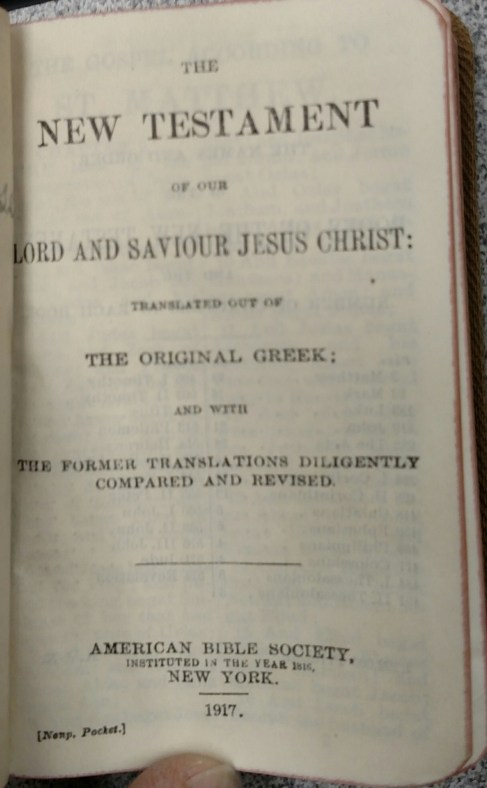 THE
NEW TESTAMENT
OF OUR
LORD AND SAVIOUR JESUS CHRIST:
TRANSLATED OUT OF
THE ORIGINAL GREEK;
AND WITH
THE FORMER TRANSLATIONS DILIGENTLY
COMPARED AND REVISED.
AMERICAN BIBLE SOCIETY,
INSTITUTED IN THE YEAR 1816,
NEW YORK.
1917.
[Nonp. Pocket.]